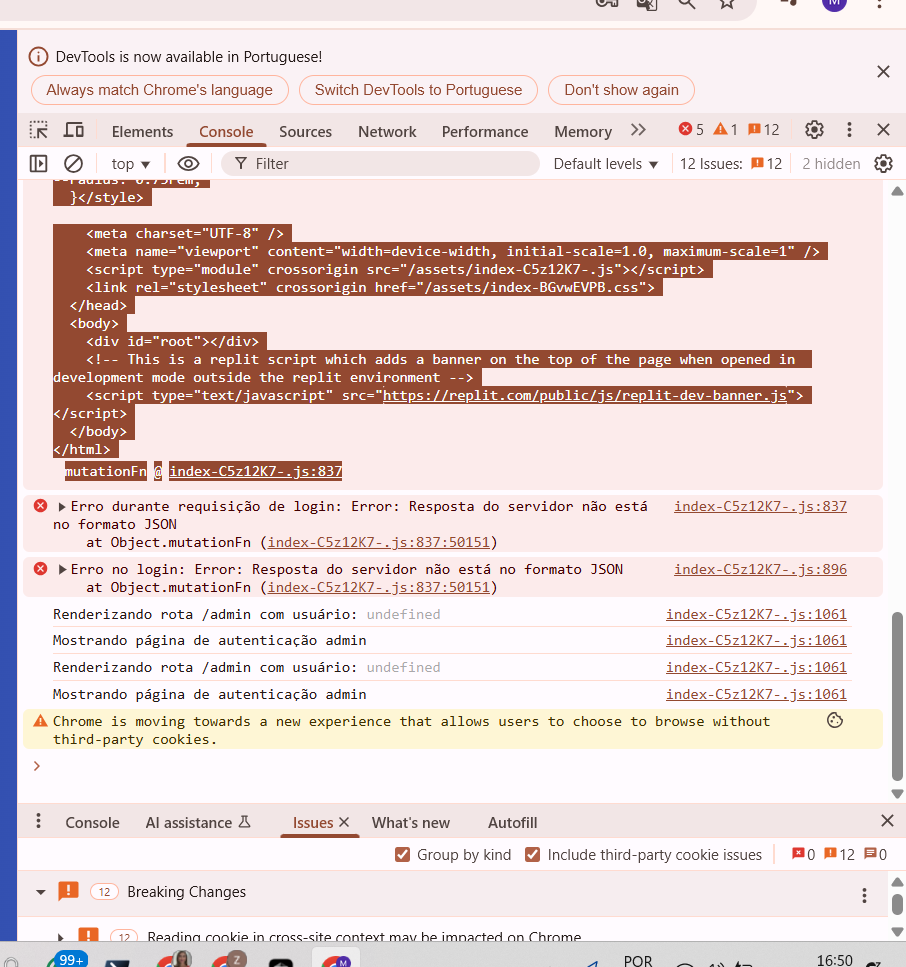 M
DevTools is now available in Portuguese!
Always match Chrome's language
Switch DevTools to Portuguese
Don't show again
Elements
Console
Sources
Network
Performance
Memory
5
1
12
top
Filter
Default levels
12 Issues:
12
2 hidden
--radius: 0.75rem;
}</style>
<meta charset="UTF-8" />
<meta name="viewport" content="width=device-width, initial-scale=1.0, maximum-scale=1" />
<script type="module" crossorigin src="/assets/index-C5z12K7-.js"></script>
<link rel="stylesheet" crossorigin href="/assets/index-BGvwEVPB.css">
</head>
<body>
<div id="root"></div>
<!-- This is a replit script which adds a banner on the top of the page when opened in
development mode outside the replit environment -->
<script type="text/javascript" src="https://replit.com/public/js/replit-dev-banner.js">
</script>
</body>
</html>
mutationFn @ index-C5z12K7-.js:837
Erro durante requisição de login: Error: Resposta do servidor não está
index-C5z12K7-.js:837
no formato JSON
at Object.mutationFn (index-C5z12K7-.js:837:50151)
Erro no login: Error: Resposta do servidor não está no formato JSON
index-C5z12K7-.js:896
at Object.mutationFn (index-C5z12K7-.js:837:50151)
Renderizando rota /admin com usuário: undefined
index-C5z12K7-.js:1061
Mostrando página de autenticação admin
index-C5z12K7-.js:1061
Renderizando rota /admin com usuário: undefined
index-C5z12K7-.js:1061
Mostrando página de autenticação admin
index-C5z12K7-.js:1061
Chrome is moving towards a new experience that allows users to choose to browse without
third-party cookies.
Console
AI assistance
Issues
What's new
Autofill
Group by kind
Include third-party cookie issues
0
12
0
12
Breaking Changes
12
Reading cookie in cross-site context may be impacted on Chrome
99+
Z
M
POR
16:50